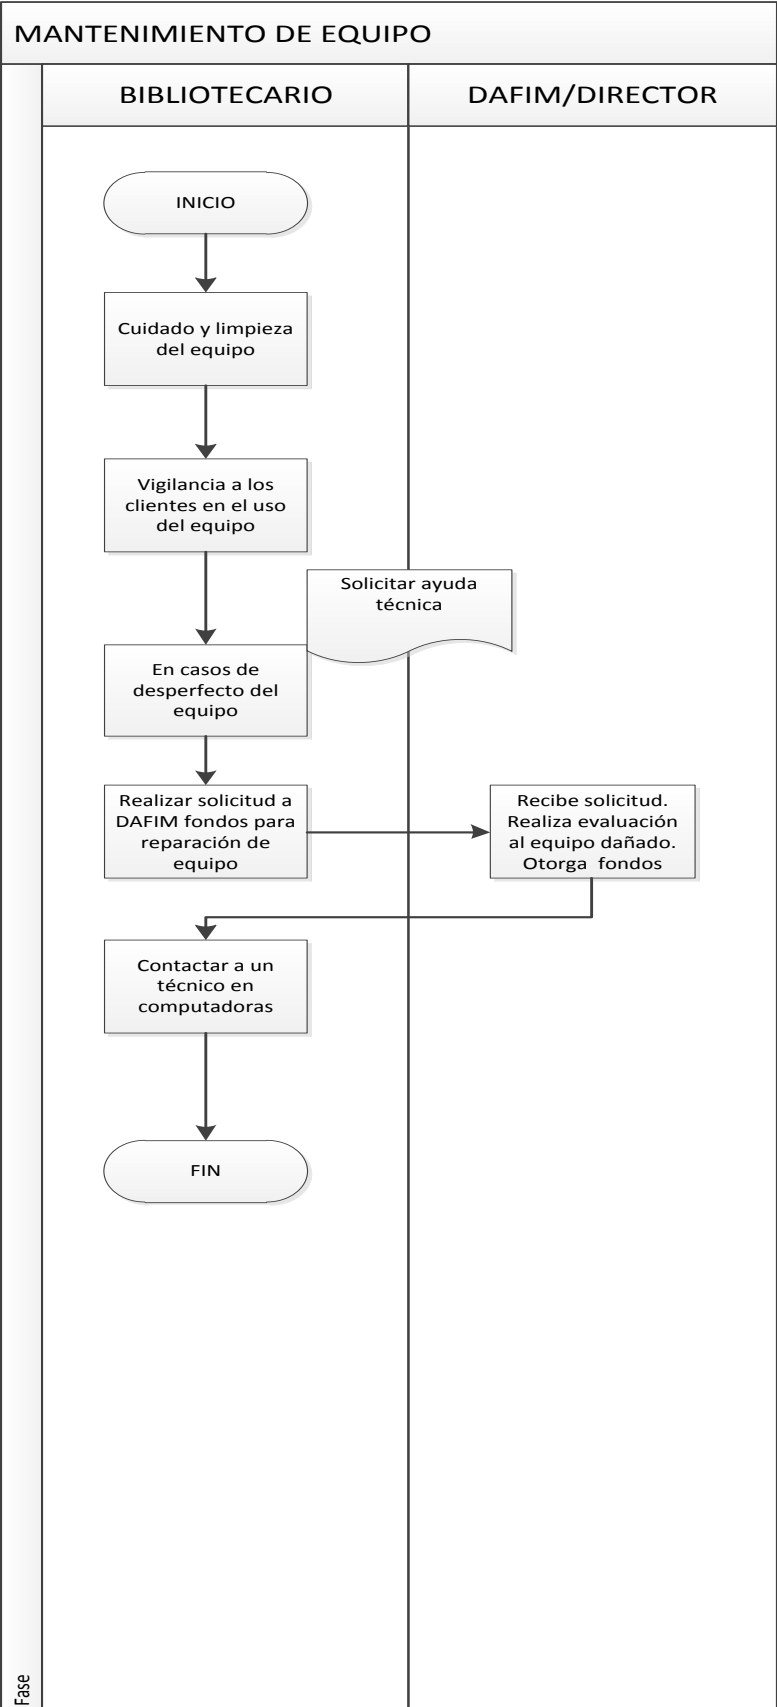 MANTENIMIENTO DE EQUIPO
BIBLIOTECARIO
DAFIM/DIRECTOR
INICIO
Cuidado y limpieza
del equipo
Vigilancia a los
clientes en el uso
del equipo
Solicitar ayuda
técnica
En casos de
desperfecto del
equipo
Realizar solicitud a
DAFIM fondos para
reparación de
equipo
Recibe solicitud.
Realiza evaluación
al equipo dañado.
Otorga  fondos
Contactar a un
técnico en
computadoras
FIN
Fase